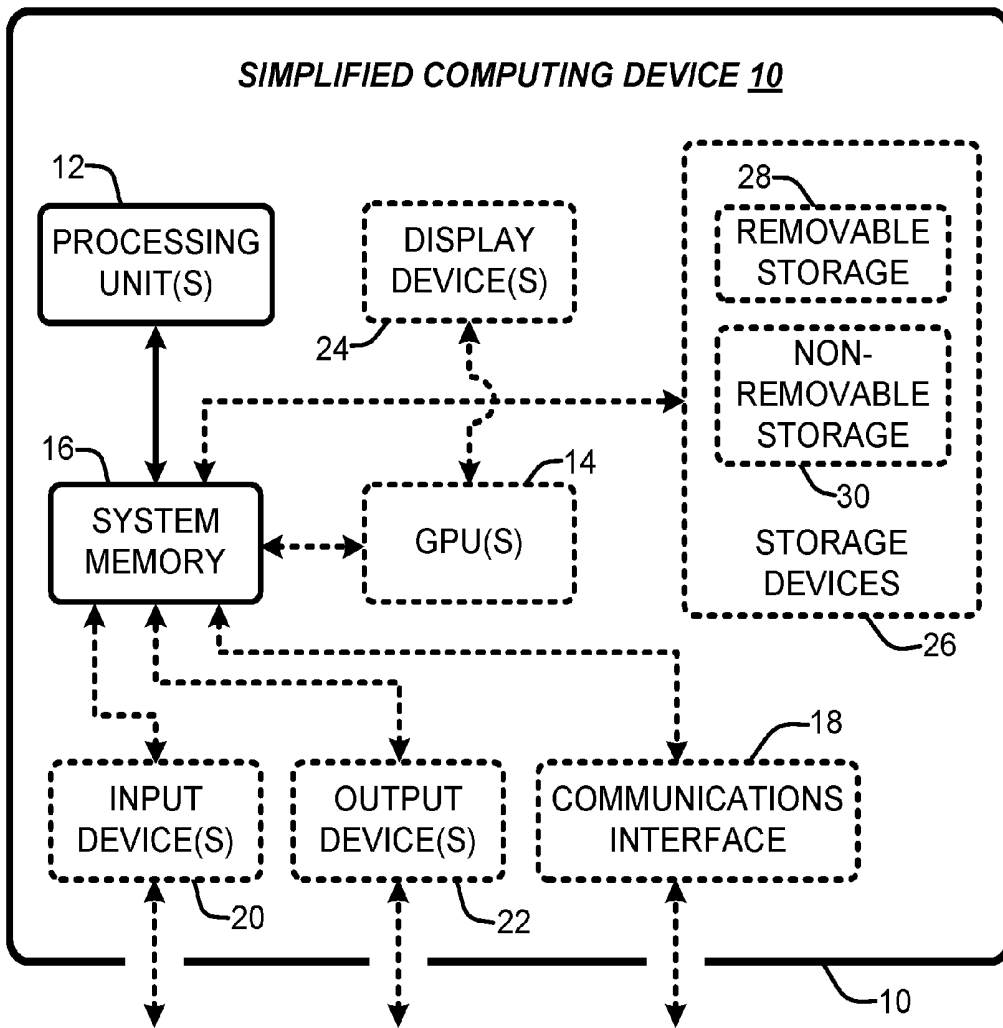 SIMPLIFIED COMPUTING DEVICE 10
12
PROCESSING
UNIT(S)
DISPLAY
DEVICE(S)
24
28
REMOVABLE
STORAGE
NON-
REMOVABLE
STORAGE
30
STORAGE
DEVICES
26
16
SYSTEM
MEMORY
14
GPU(S)
18
INPUT
DEVICE(S)
20
OUTPUT
DEVICE(S)
22
COMMUNICATIONS
INTERFACE
10